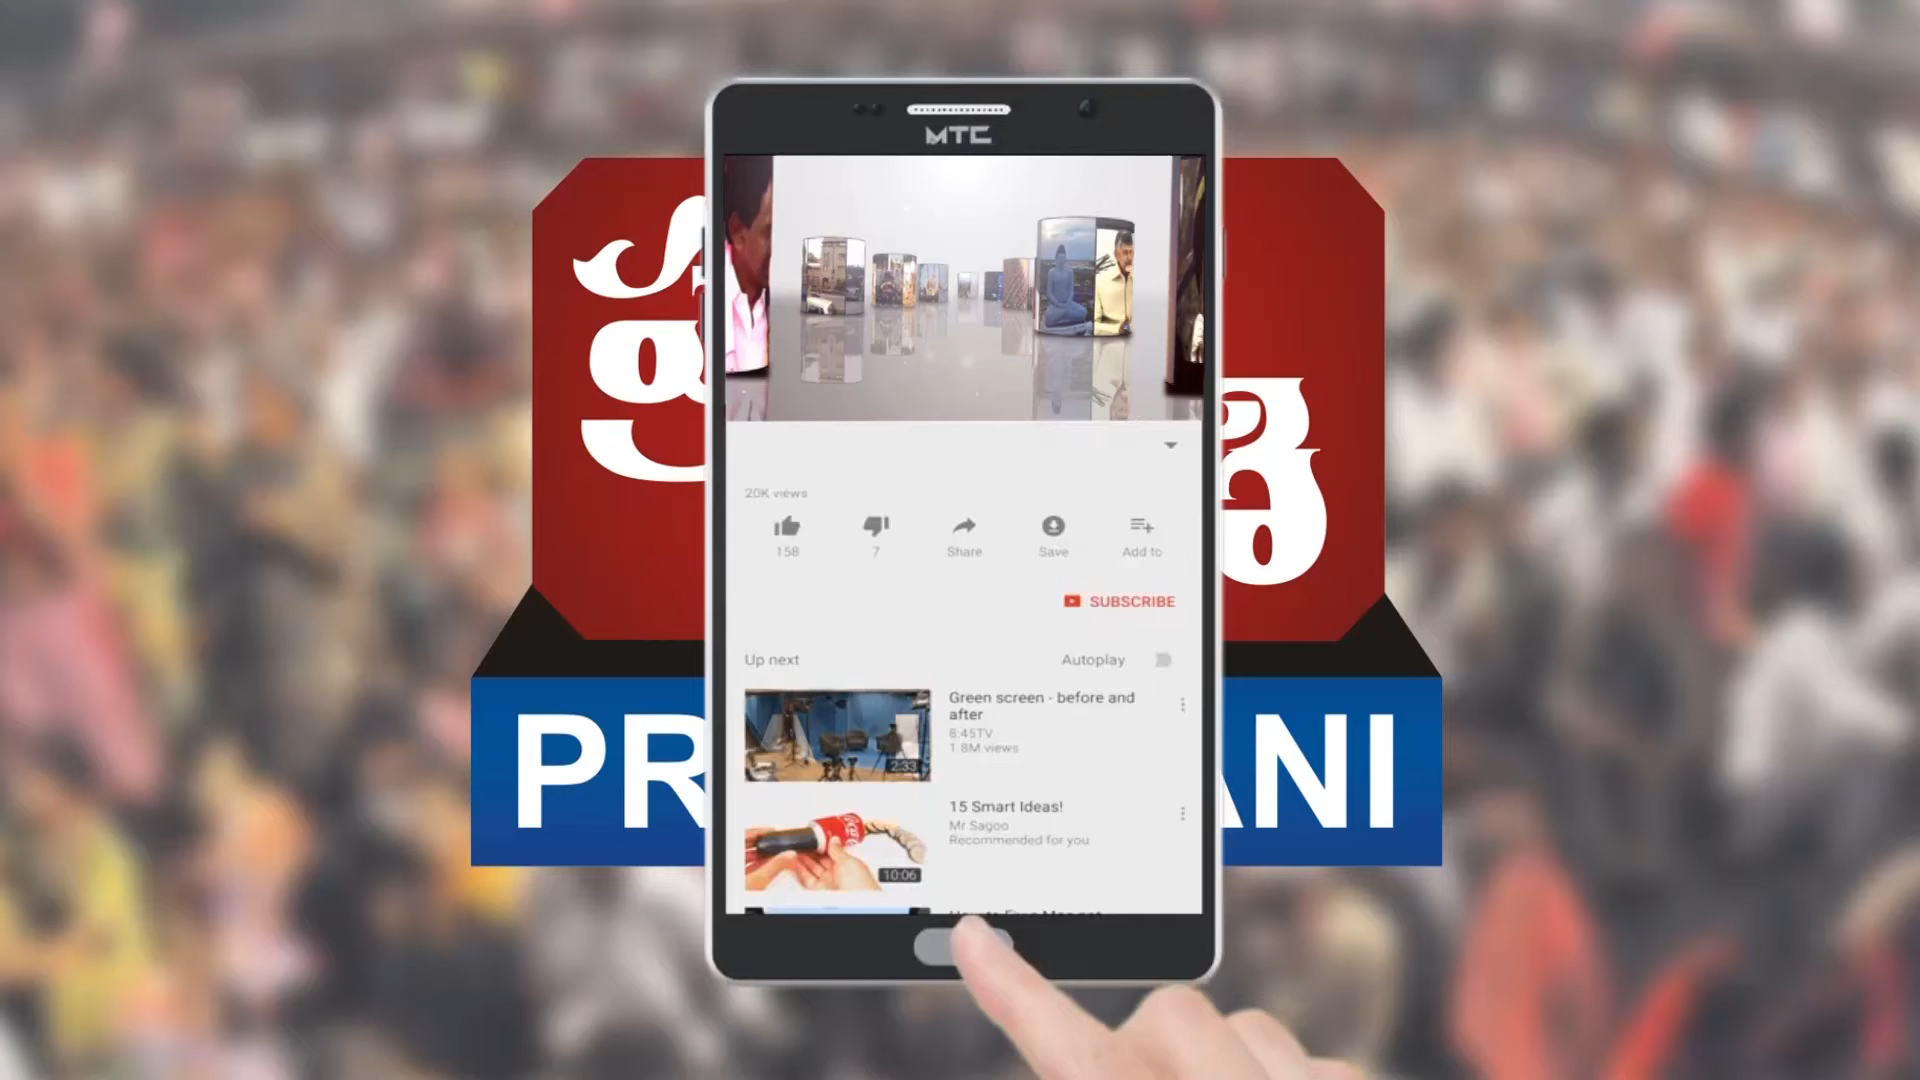 MTC
20K views
158
7
Share
Save
Add to
SUBSCRIBE
Up next
Autoplay
Green screen - before and
after
8:45TV
1.8M views
2:33
15 Smart Ideas!
Mr Sagoo
Recommended for you
10:06
PR
ANI